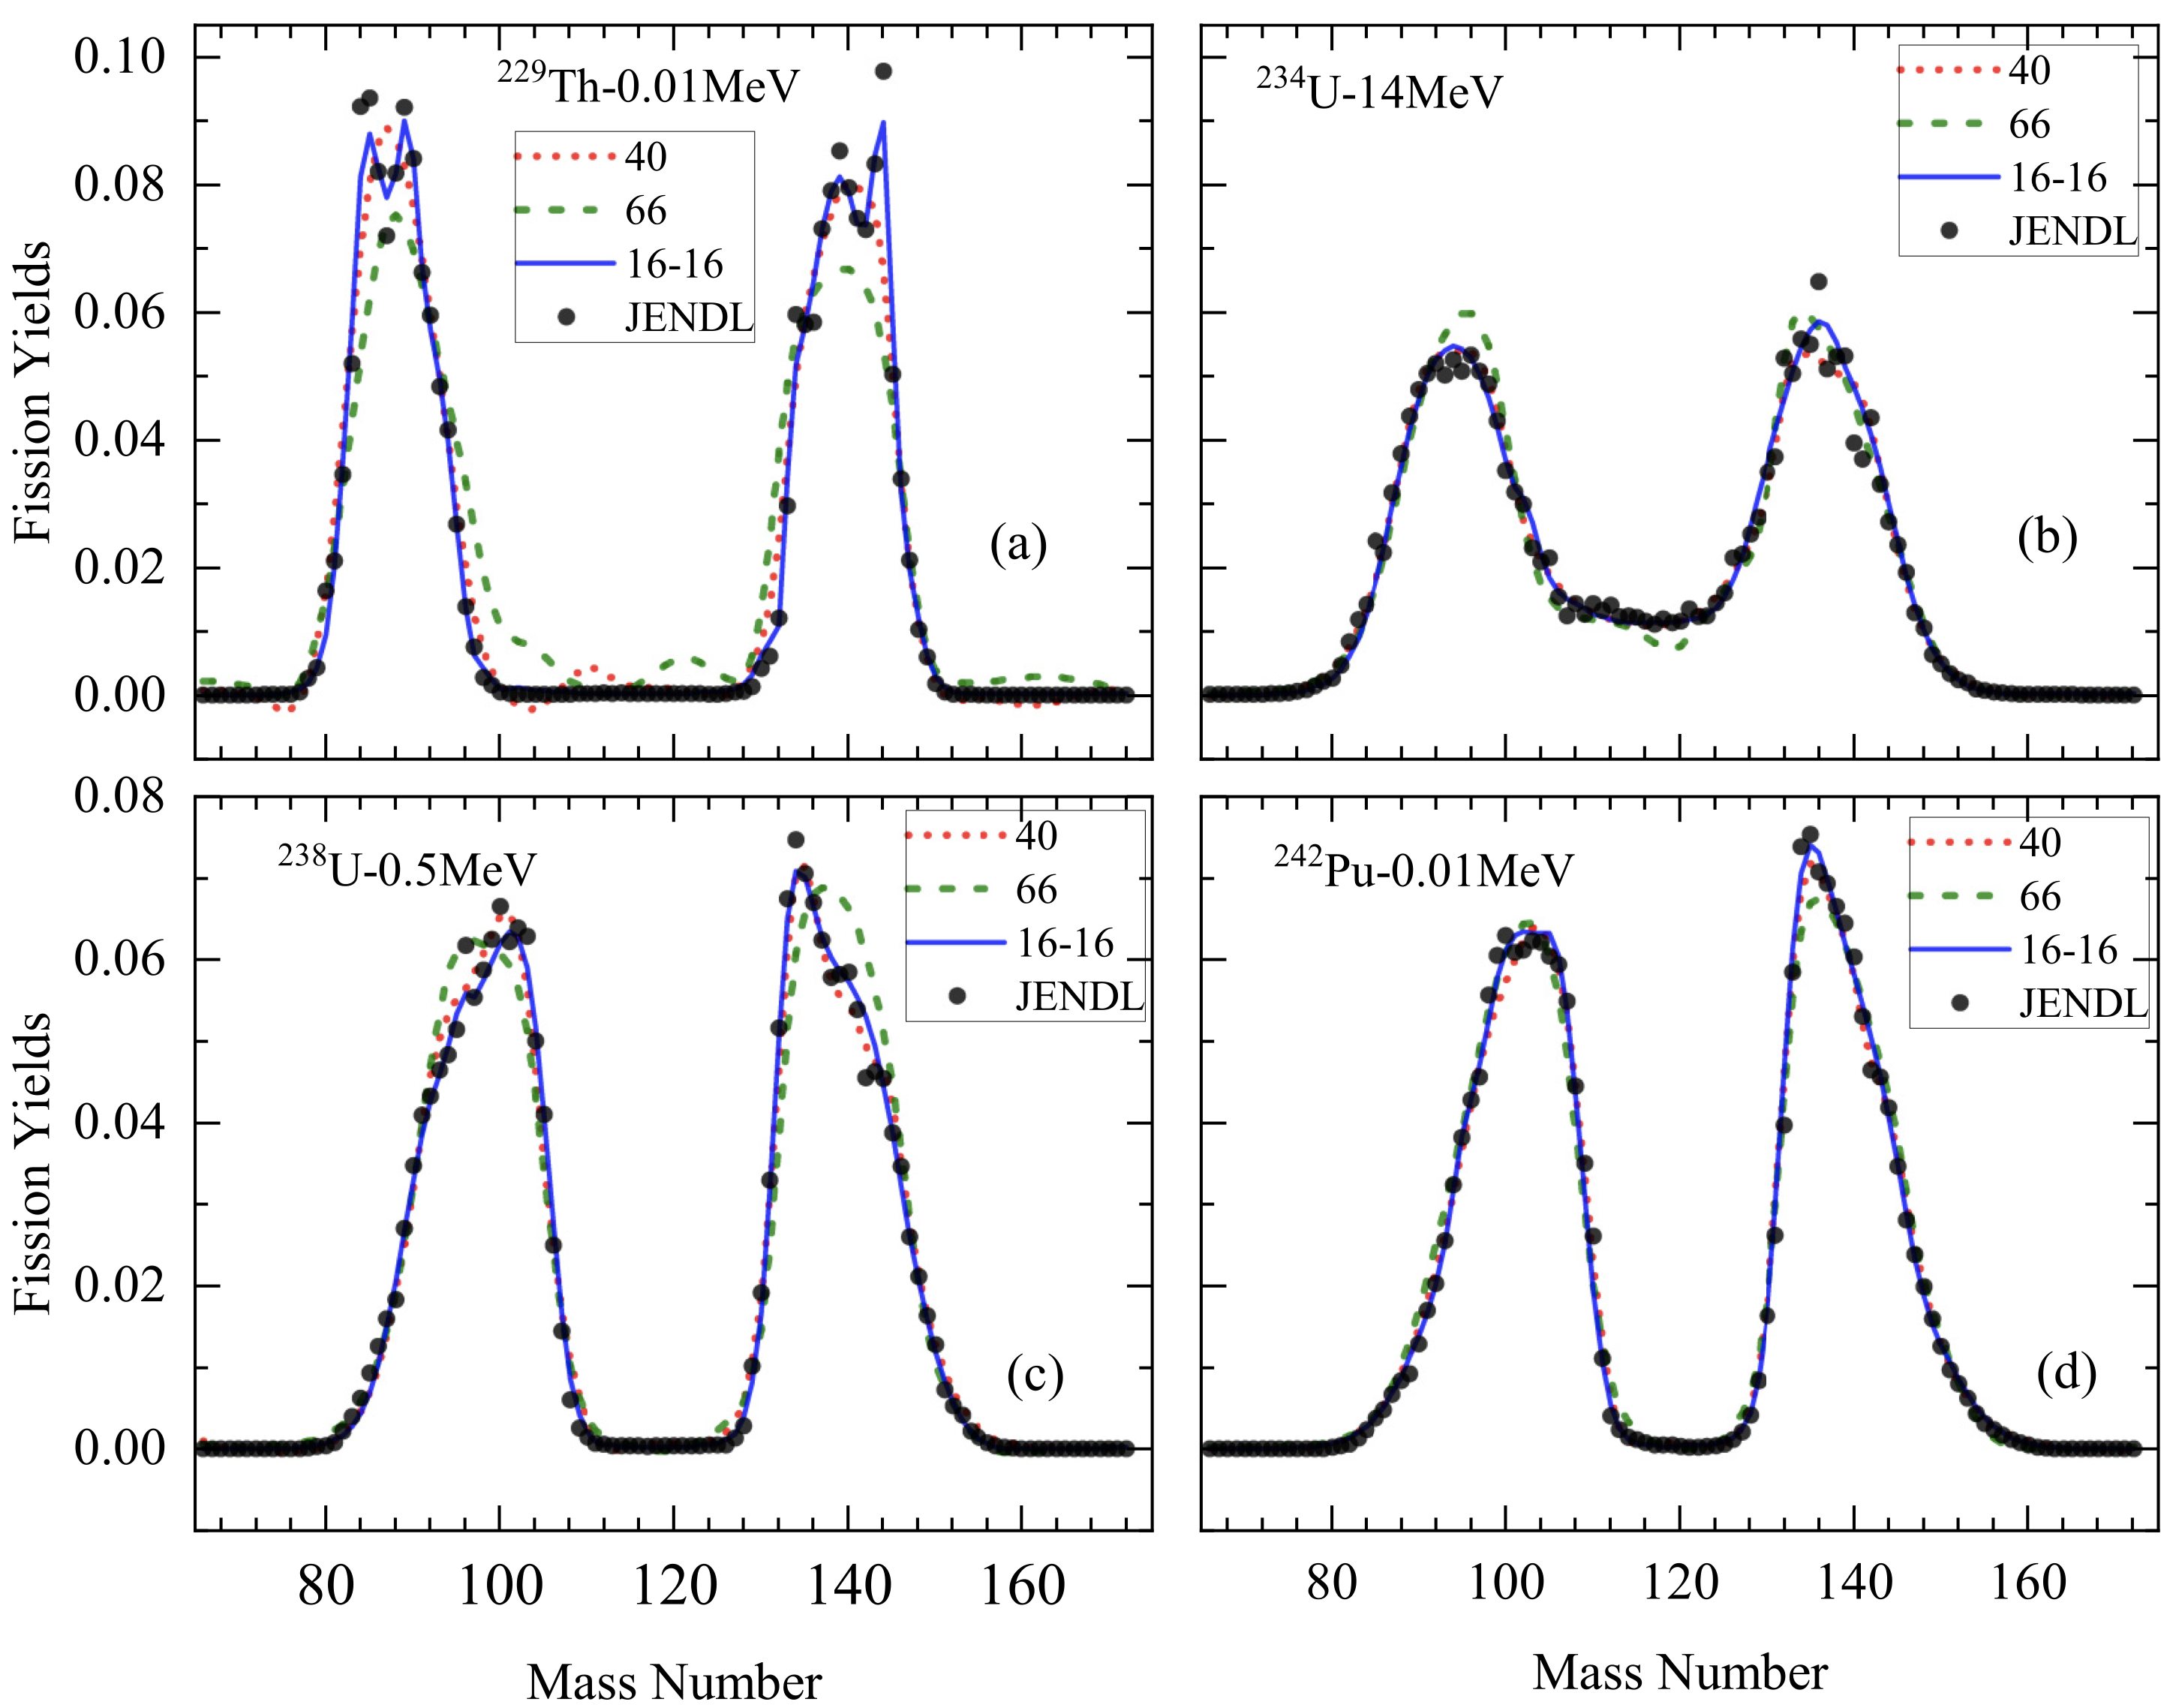 Fission Yields
0.10
0.08
0.06
0.04
0.02
0.00
229Th-0.01MeV
40
66
16-16
JENDL
(a)
234U-14MeV
40
66
16-16
JENDL
(b)
Fission Yields
0.08
0.06
0.04
0.02
0.00
238U-0.5MeV
40
66
16-16
JENDL
(c)
80 100 120 140 160
Mass Number
242Pu-0.01MeV
40
66
16-16
JENDL
(d)
80 100 120 140 160
Mass Number